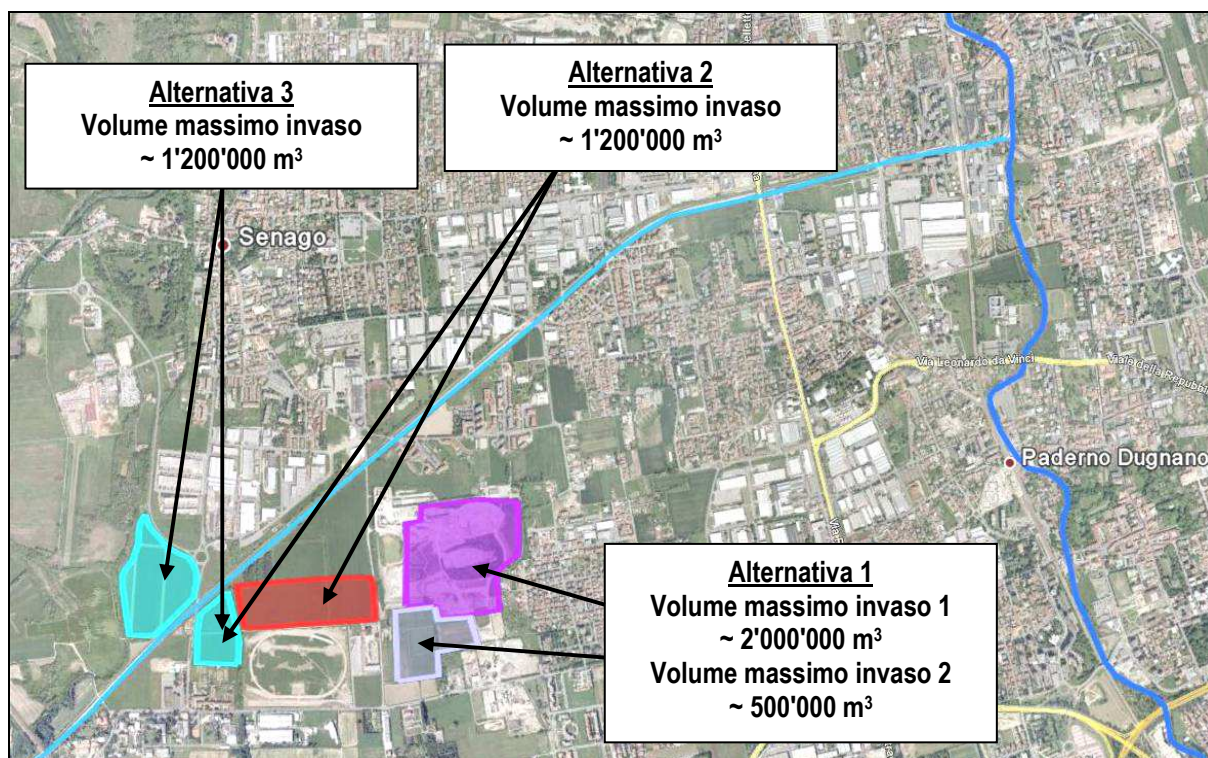 Alternativa 3
Volume massimo invaso
~ 1'200'000 m³
Alternativa 2
Volume massimo invaso
~ 1'200'000 m³
Senago
Via Leonardo da Vinci
Viale della Repubbl
Paderno Dugnano
Alternativa 1
Volume massimo invaso 1
~ 2'000'000 m³
Volume massimo invaso 2
~ 500'000 m³